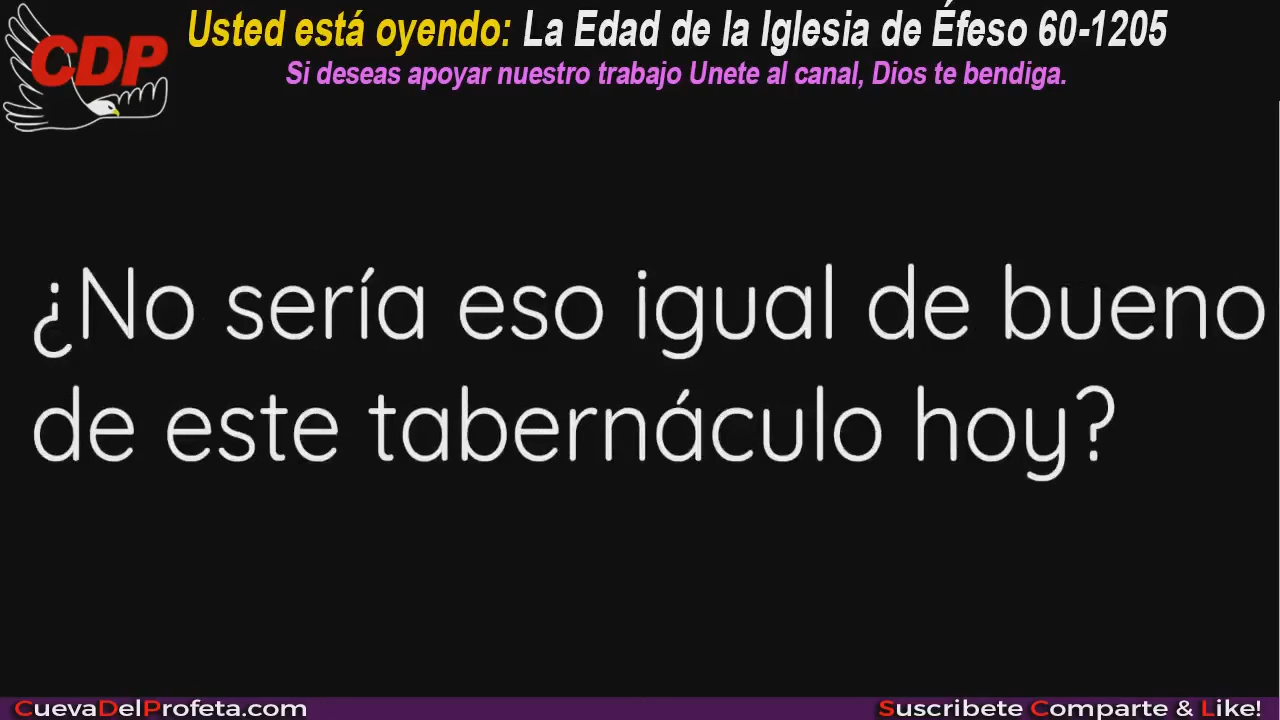 CDP
Usted está oyendo: La Edad de la Iglesia de Éfeso 60-1205
Si deseas apoyar nuestro trabajo Unete al canal, Dios te bendiga.
¿No sería eso igual de bueno
de este tabernáculo hoy?
CuevaDelProfeta.com
Suscribete Comparte & Like!